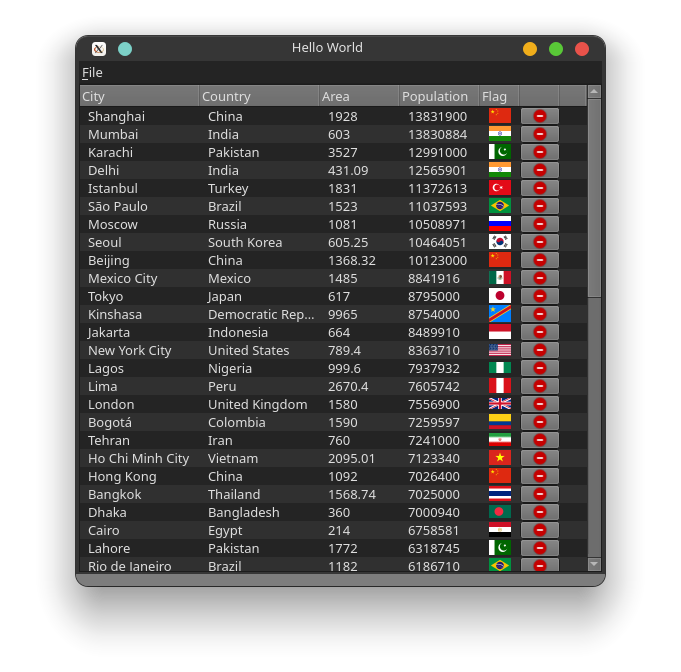 Hello World
File
City Country Area Population Flag
Shanghai China 1928 13831900
Mumbai India 603 13830884
Karachi Pakistan 3527 12991000
Delhi India 431.09 12565901
Istanbul Turkey 1831 11372613
São Paulo Brazil 1523 11037593
Moscow Russia 1081 10508971
Seoul South Korea 605.25 10464051
Beijing China 1368.32 10123000
Mexico City Mexico 1485 8841916
Tokyo Japan 617 8795000
Kinshasa Democratic Rep... 9965 8754000
Jakarta Indonesia 664 8489910
New York City United States 789.4 8363710
Lagos Nigeria 999.6 7937932
Lima Peru 2670.4 7605742
London United Kingdom 1580 7556900
Bogotá Colombia 1590 7259597
Tehran Iran 760 7241000
Ho Chi Minh City Vietnam 2095.01 7123340
Hong Kong China 1092 7026400
Bangkok Thailand 1568.74 7025000
Dhaka Bangladesh 360 7000940
Cairo Egypt 214 6758581
Lahore Pakistan 1772 6318745
Rio de Janeiro Brazil 1182 6186710